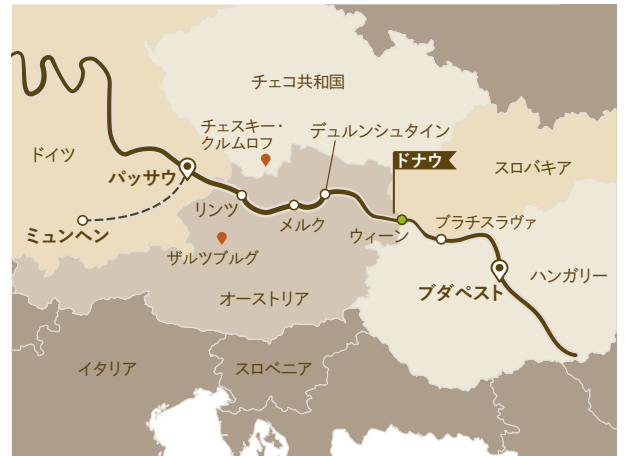 チェコ共和国
チェスキー・
クルムロフ
デュルンシュタイン
ドイツ
ドナウ
スロバキア
パッサウ
リンツ
メルク
ウィーン
ブラチスラヴァ
ミュンヘン
ザルツブルグ
ハンガリー
ブダペスト
オーストリア
イタリア
スロベニア